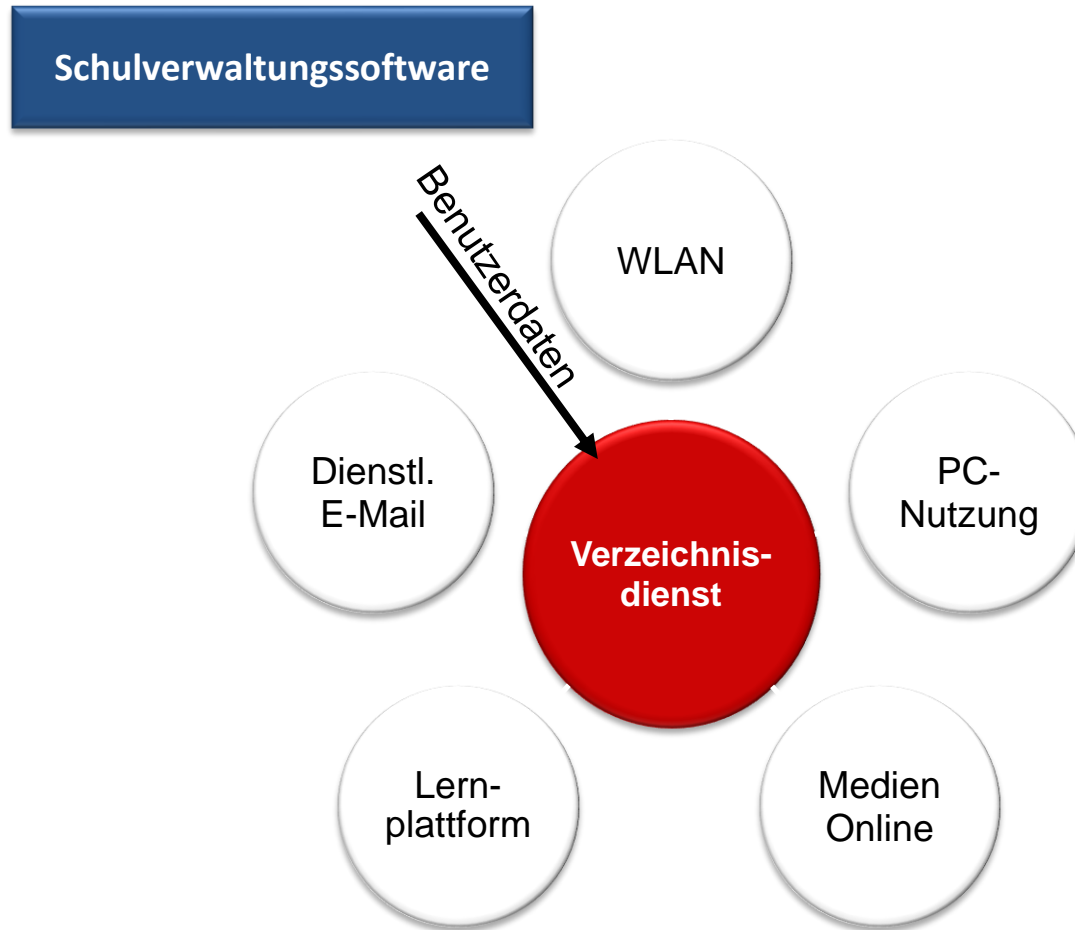 Schulverwaltungssoftware
Benutzerdaten
WLAN
Dienstl.
E-Mail
PC-
Nutzung
Verzeichnis-
dienst
Lern-
plattform
Medien
Online